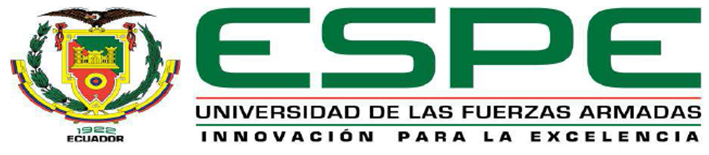 ESPE
UNIVERSIDAD DE LAS FUERZAS ARMADAS
INNOVACIÓN PARA LA EXCELENCIA
1922
ECUADOR